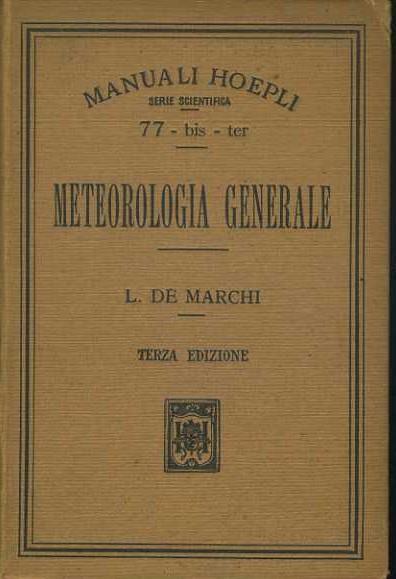 MANUALI HOEPLI
SERIE SCIENTIFICA
77 - bis - ter
METEOROLOGIA GENERALE
L. DE MARCHI
TERZA EDIZIONE